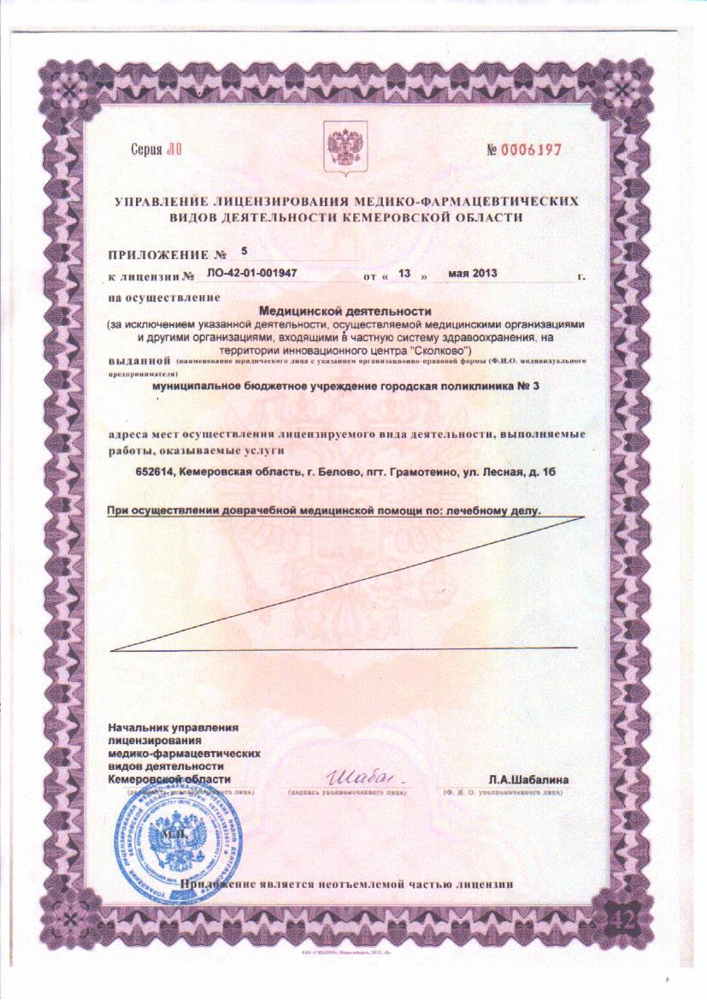 Серия ЛО
№ 0006197
УПРАВЛЕНИЕ ЛИЦЕНЗИРОВАНИЯ МЕДИКО-ФАРМАЦЕВТИЧЕСКИХ
ВИДОВ ДЕЯТЕЛЬНОСТИ КЕМЕРОВСКОЙ ОБЛАСТИ
ПРИЛОЖЕНИЕ № 5
к лицензии № ЛО-42-01-001947 от « 13 » мая 2013 г.
на осуществление
Медицинской деятельности
(за исключением указанной деятельности, осуществляемой медицинскими организациями
и другими организациями, входящими в частную систему здравоохранения, на
территории инновационного центра "Сколково")
выданной (наименование юридического лица с указанием организационно-правовой формы (Ф.И.О. индивидуального
предпринимателя)
муниципальное бюджетное учреждение городская поликлиника № 3
адреса мест осуществления лицензируемого вида деятельности, выполняемые
работы, оказываемые услуги
652614, Кемеровская область, г. Белово, пгт. Грамотеино, ул. Лесная, д. 1б
При осуществлении доврачебной медицинской помощи по: лечебному делу.
Начальник управления
лицензирования
медико-фармацевтических
видов деятельности
Кемеровской области
Шабал
Л.А.Шабалина
(должность уполномоченного лица)
(подпись уполномоченного лица)
(Ф. И. О. уполномоченного лица)
М.П.
Приложение является неотъемлемой частью лицензии
42